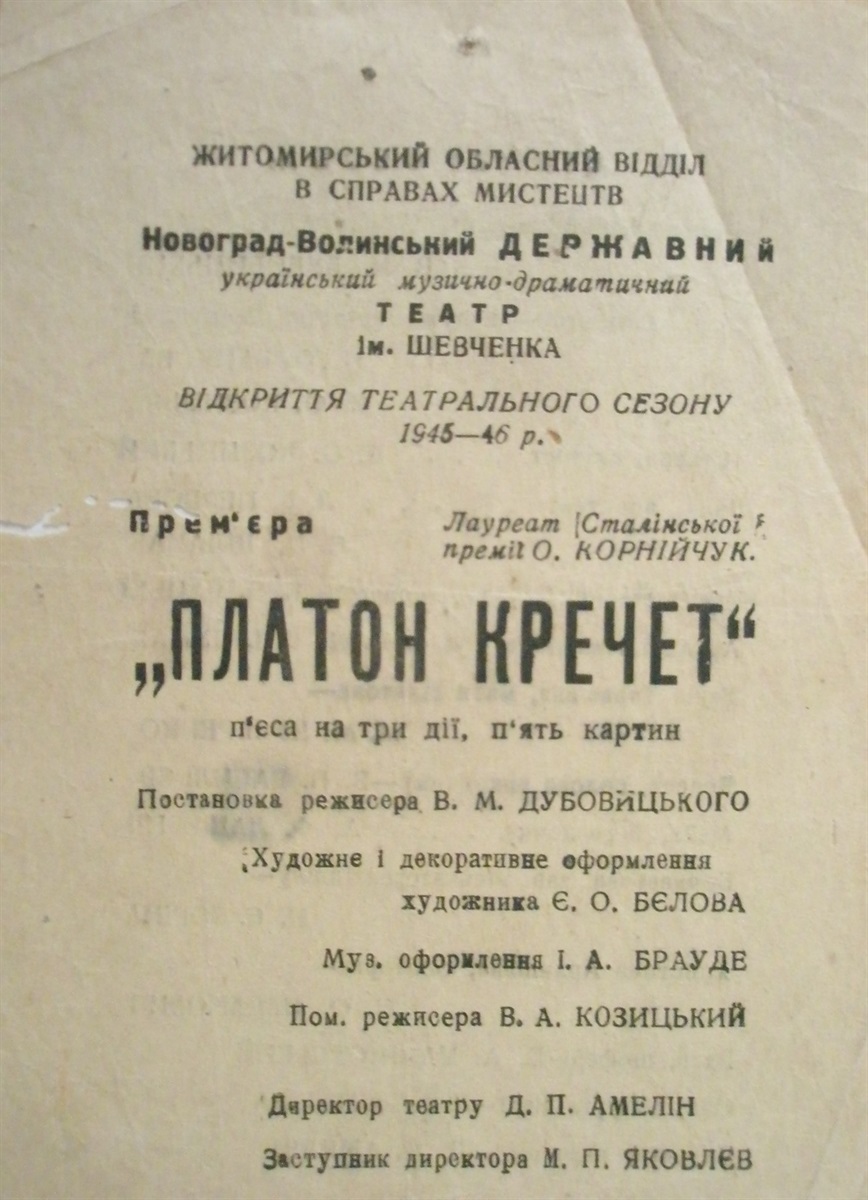 ЖИТОМИРСЬКИЙ ОБЛАСНИЙ ВІДДІЛ
В СПРАВАХ МИСТЕЦТВ
Новоград-Волинський ДЕРЖАВНИЙ
український музично-драматичний
ТЕАТР
ім. ШЕВЧЕНКА
ВІДКРИТТЯ ТЕАТРАЛЬНОГО СЕЗОНУ
1945—46 р.
Прем‘єра
Лауреат Сталінської
премії О. КОРНІЙЧУК.
„ПЛАТОН КРЕЧЕТ“
п‘єса на три дії, п‘ять картин
Постановка режисера В. М. ДУБОВИЦЬКОГО
Художнє і декоративне оформлення
художника Є. О. БЄЛОВА
Муз. оформлення І. А. БРАУДЕ
Пом. режисера В. А. КОЗИЦЬКИЙ
Директор театру Д. П. АМЕЛІН
Заступник директора М. П. ЯКОВЛЄВ